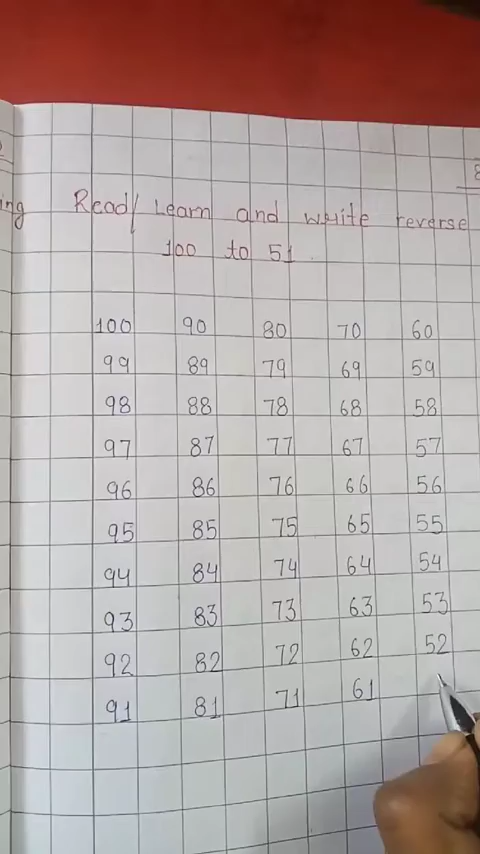 ing Read/ Learn and write reverse
100 to 51
100 90 80 70 60
99 89 79 69 59
98 88 78 68 58
97 87 77 67 57
96 86 76 66 56
95 85 75 65 55
94 84 74 64 54
93 83 73 63 53
92 82 72 62 52
91 81 71 61